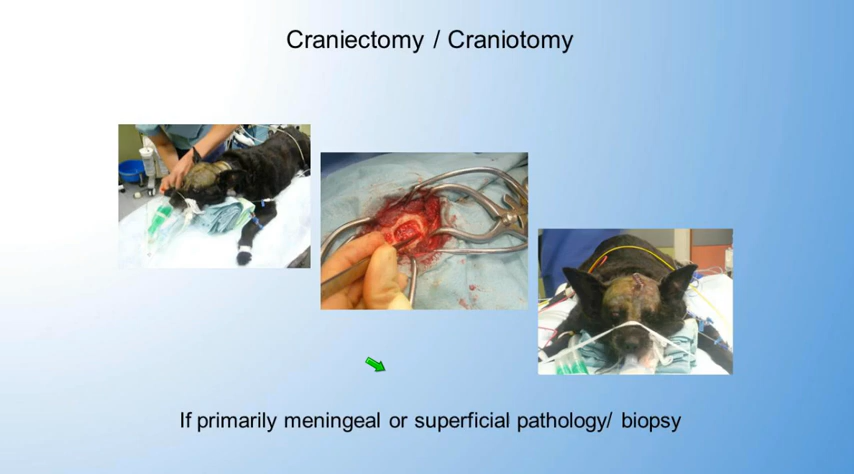 Craniectomy / Craniotomy
If primarily meningeal or superficial pathology/ biopsy